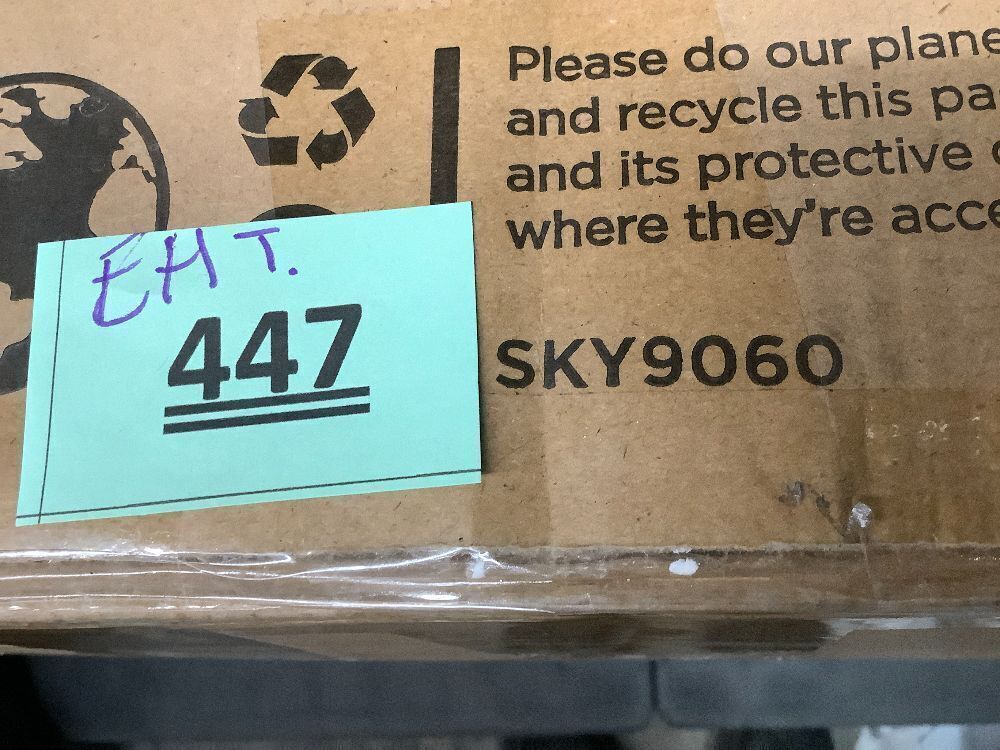 Please do our plane
and recycle this pa
and its protective
where they're acce
EHT.
447
SKY9060